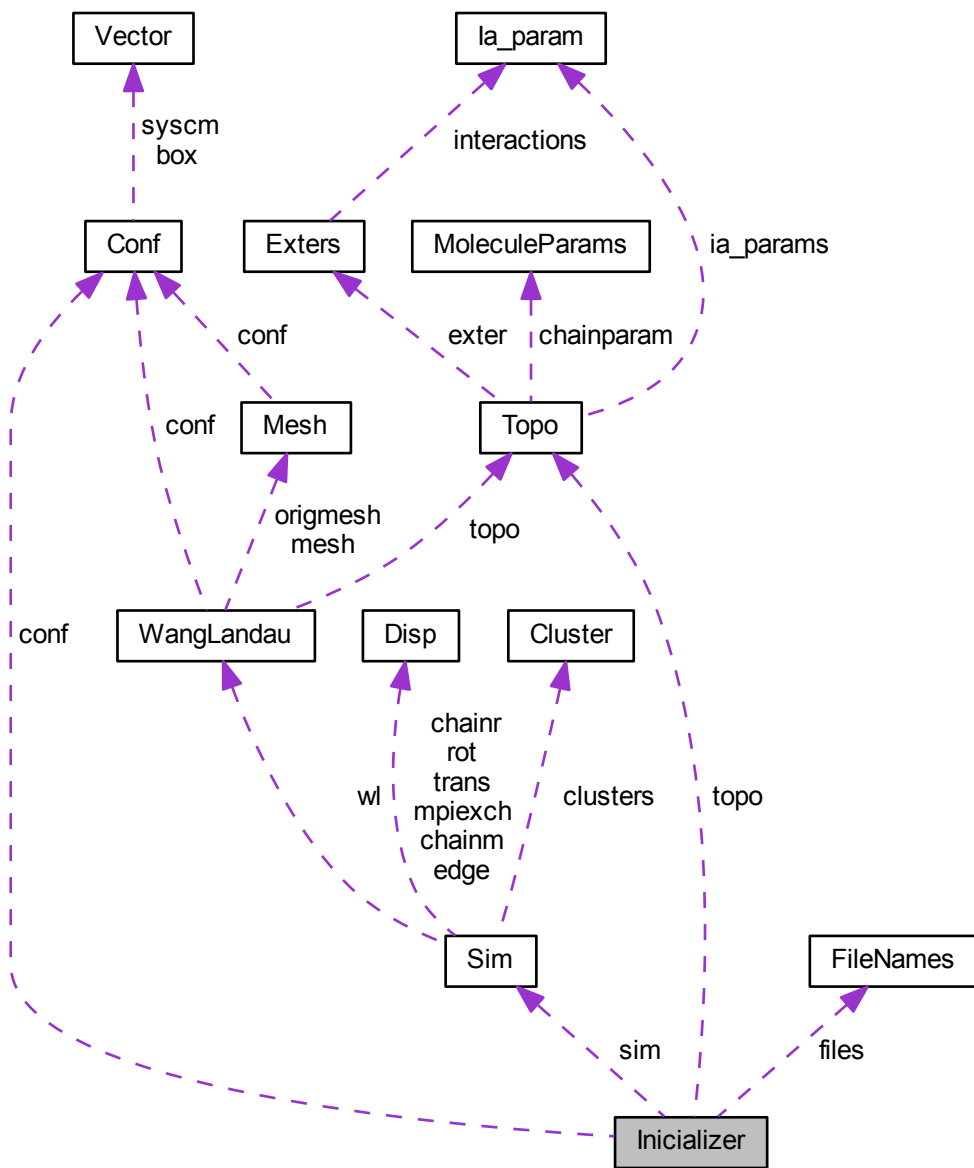 Vector
Ia_param
syscm
box
interactions
Conf
Exters
MoleculeParams
ia_params
conf
exter
chainparam
conf
Mesh
Topo
origmesh
mesh
topo
conf
WangLandau
Disp
Cluster
wl
chainr
rot
trans
mpiexch
chainm
edge
clusters
topo
Sim
FileNames
sim
files
Inicializer